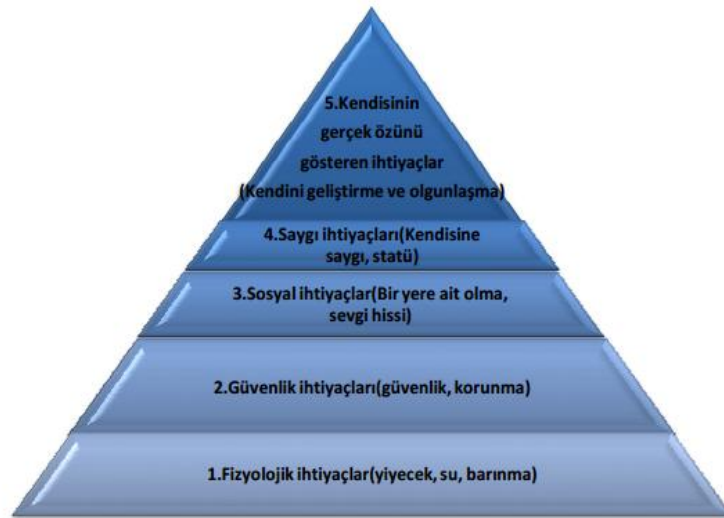 5.Kendisinin
gerçek özünü
gösteren ihtiyaçlar
(Kendini geliştirme ve olgunlaşma)
4.Saygı ihtiyaçları(Kendisine
saygı, statü)
3.Sosyal ihtiyaçlar(Bir yere ait olma,
sevgi hissi)
2.Güvenlik ihtiyaçları(güvenlik, korunma)
1.Fizyolojik ihtiyaçlar(yiyecek, su, barınma)